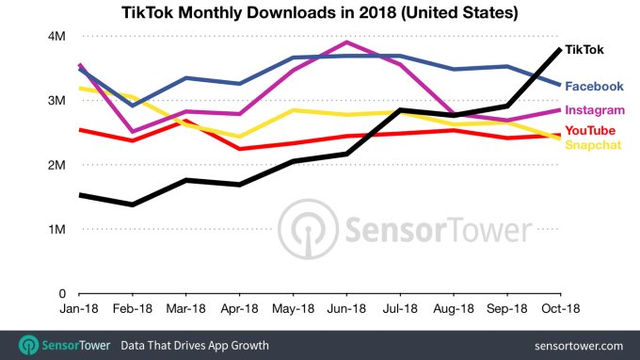 TikTok Monthly Downloads in 2018 (United States)
4M
3M
2M
1M
0
TikTok
Facebook
Instagram
YouTube
Snapchat
SensorTower
Jan-18 Feb-18 Mar-18 Apr-18 May-18 Jun-18 Jul-18 Aug-18 Sep-18 Oct-18
SensorTower Data That Drives App Growth sensortower.com